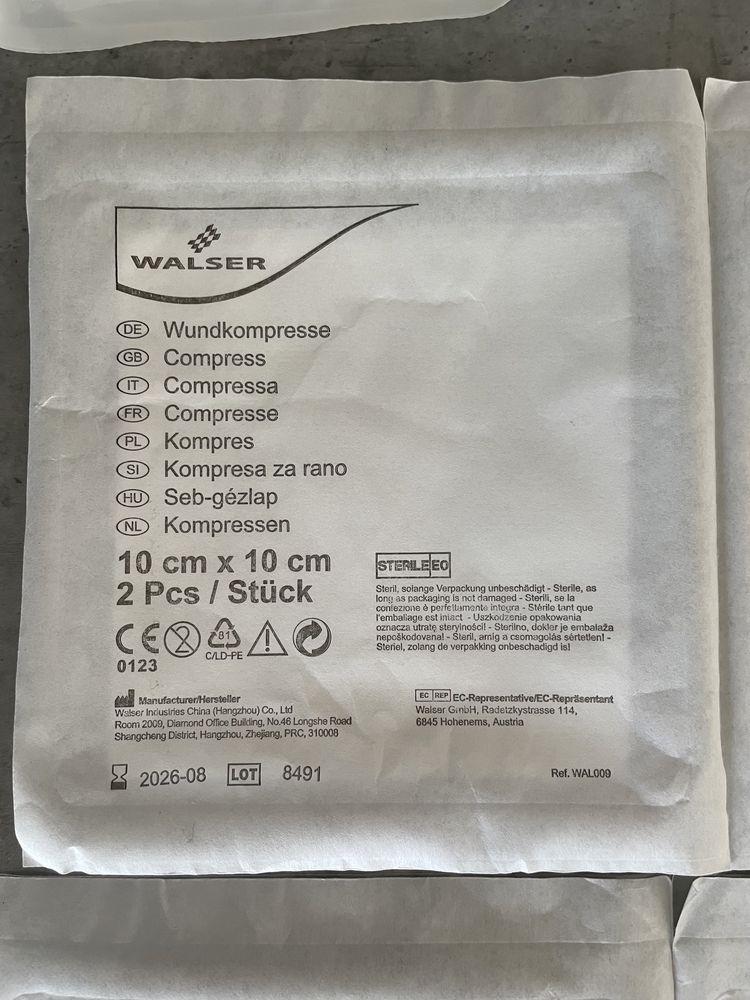 WALSER
DE Wundkompresse
GB Compress
IT Compressa
FR Compresse
PL Kompres
SI Kompresa za rano
HU Seb-gézlap
NL Kompressen
10 cm x 10 cm
2 Pcs / Stück
CE
0123
2
81
C/LD-PE
STERILE EO
Steril, solange Verpackung unbeschädigt - Sterile, as
long as packaging is not damaged - Sterili, se la
confezione è perfettamente integra - Stérile tant que
l'emballage est intact - Uszkodzenie opakowania
oznacza utratę sterylności! - Sterilno, dokler je embalaža
nepoškodovana! - Steril, amig a csomagolás sértetlen! -
Steriel, zolang de verpakking onbeschadigd is!
Manufacturer/Hersteller
Walser Industries China (Hangzhou) Co., Ltd
Room 2009, Diamond Office Building, No.46 Longshe Road
Shangcheng District, Hangzhou, Zhejiang, PRC, 310008
EC REP EC-Representative/EC-Repräsentant
Walser GmbH, Radetzkystrasse 114,
6845 Hohenems, Austria
2026-08 LOT 8491
Ref. WAL009